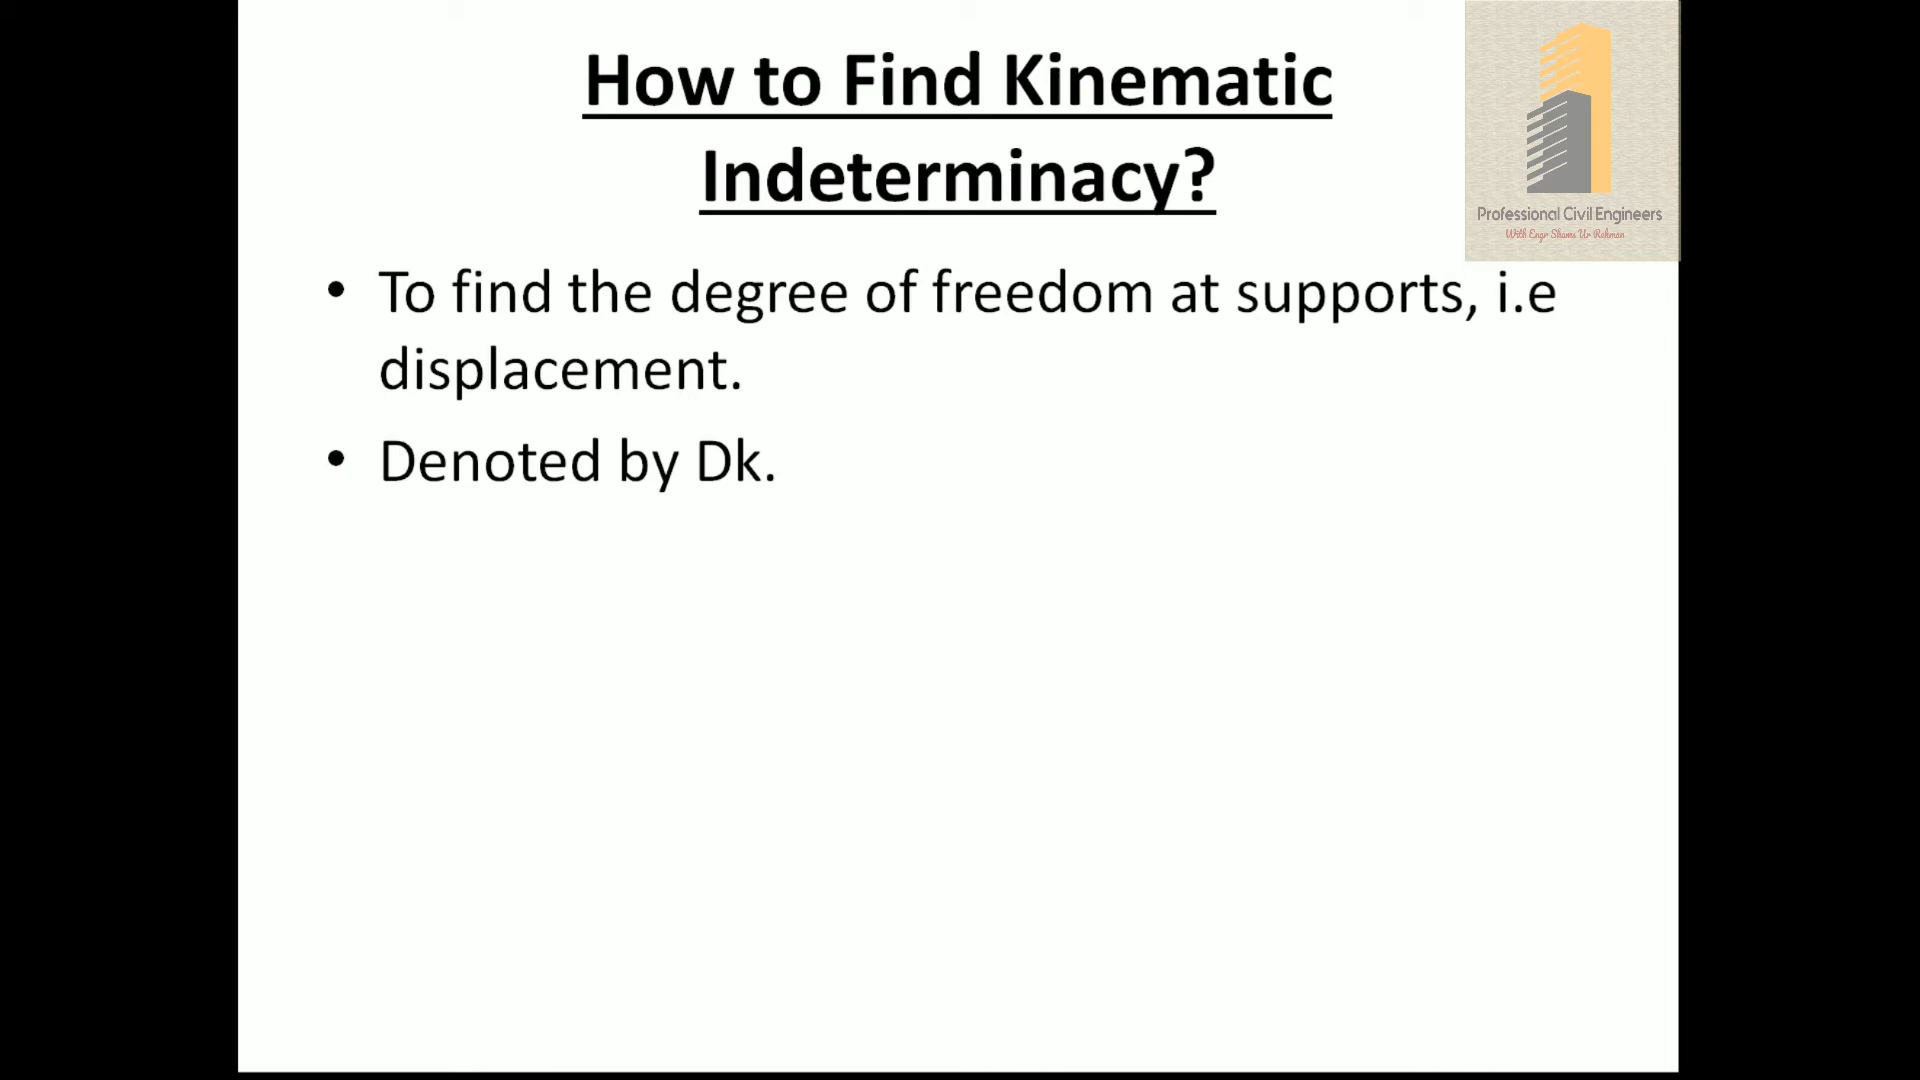 How to Find Kinematic
Indeterminacy?
Professional Civil Engineers
With Engr Shams Ur Rehman
• To find the degree of freedom at supports, i.e
displacement.
• Denoted by Dk.